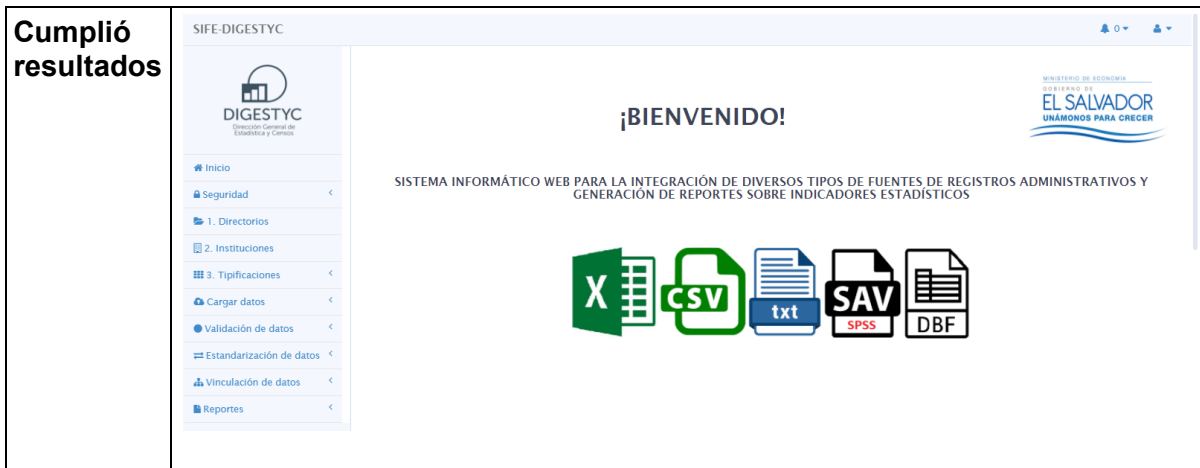 Cumplió
resultados
SIFE-DIGESTYC
0
DIGESTYC
Dirección General de
Estadística y Censos
Inicio
Seguridad
1. Directorios
2. Instituciones
3. Tipificaciones
Cargar datos
Validación de datos
Estandarización de datos
Vinculación de datos
Reportes
¡BIENVENIDO!
MINISTERIO DE ECONOMÍA
GOBIERNO DE
EL SALVADOR
UNÁMONOS PARA CRECER
SISTEMA INFORMÁTICO WEB PARA LA INTEGRACIÓN DE DIVERSOS TIPOS DE FUENTES DE REGISTROS ADMINISTRATIVOS Y
GENERACIÓN DE REPORTES SOBRE INDICADORES ESTADÍSTICOS
X
CSV
txt
SAV
SPSS
DBF